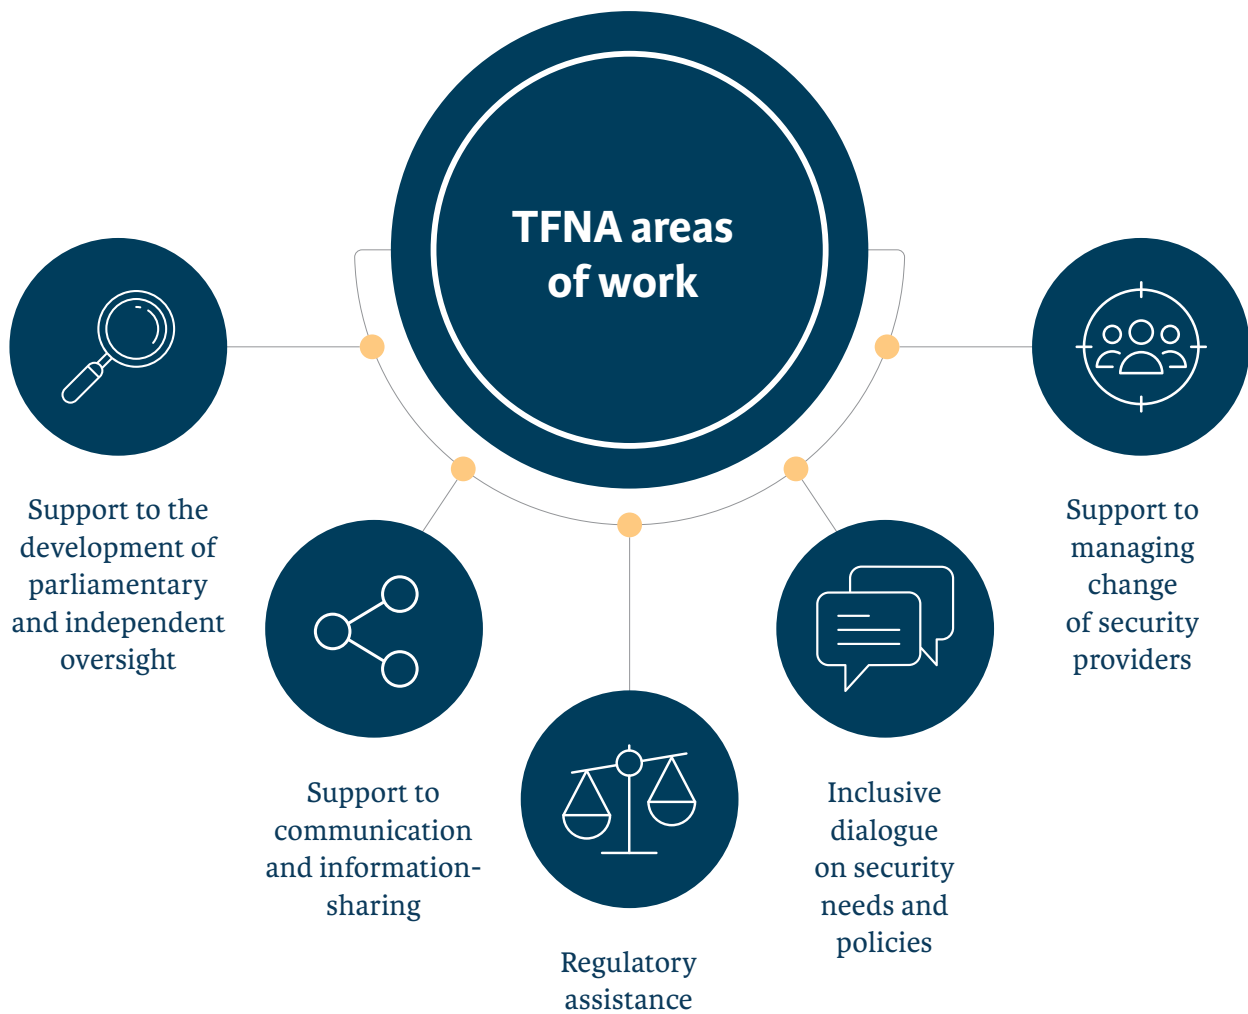 TFNA areas
of work
Support to the
development of
parliamentary
and independent
oversight
Support to
communication
and information-
sharing
Regulatory
assistance
Inclusive
dialogue
on security
needs and
policies
Support to
managing
change
of security
providers